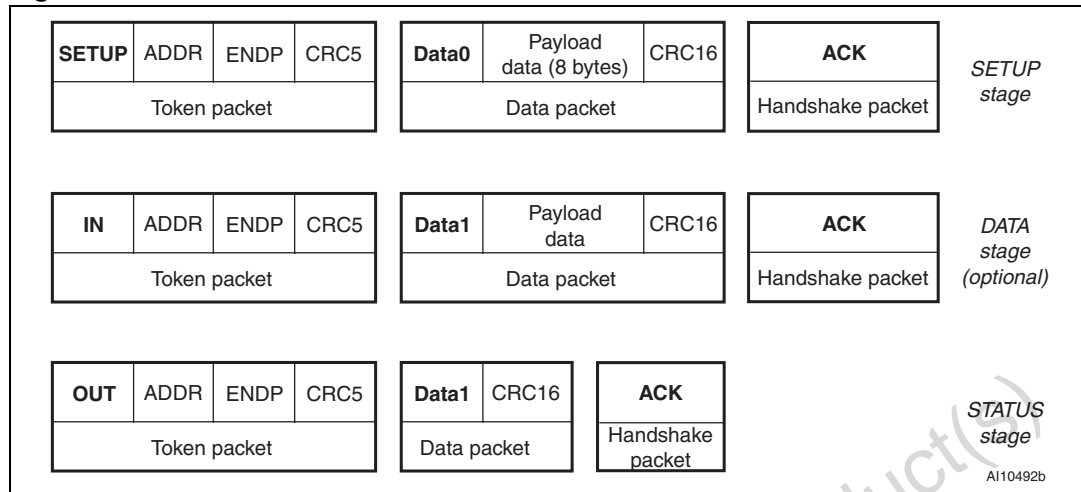 SETUP ADDR ENDP CRC5 Data0 Payload data (8 bytes) CRC16 ACK
Token packet Data packet Handshake packet
SETUP stage
IN ADDR ENDP CRC5 Data1 Payload data CRC16 ACK
Token packet Data packet Handshake packet
DATA stage (optional)
OUT ADDR ENDP CRC5 Data1 CRC16 ACK
Token packet Data packet Handshake packet
STATUS stage
AI10492b